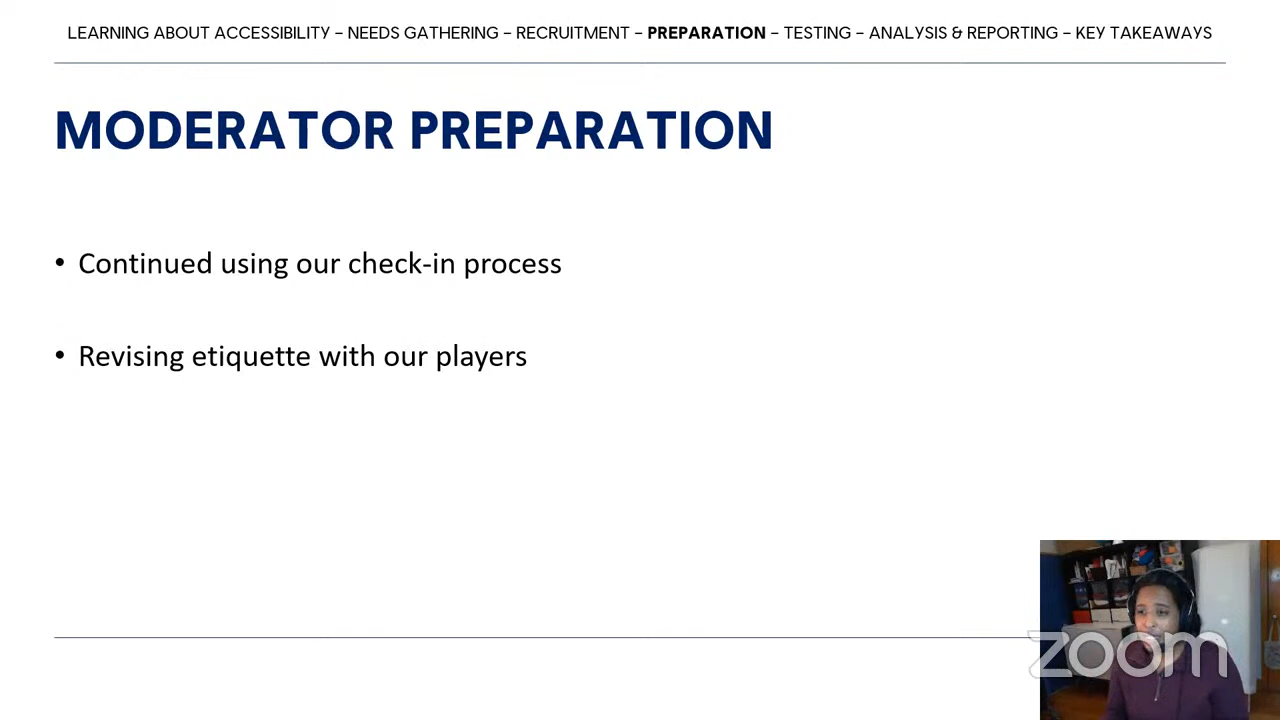 LEARNING ABOUT ACCESSIBILITY – NEEDS GATHERING – RECRUITMENT – PREPARATION – TESTING – ANALYSIS & REPORTING – KEY TAKEAWAYS
MODERATOR PREPARATION
• Continued using our check-in process
• Revising etiquette with our players
zoom